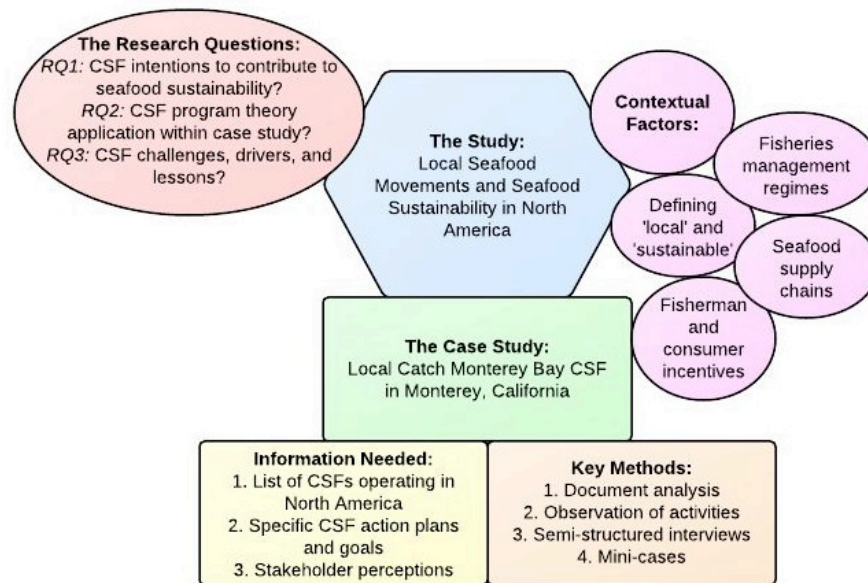 The Research Questions:
RQ1: CSF intentions to contribute to
seafood sustainability?
RQ2: CSF program theory
application within case study?
RQ3: CSF challenges, drivers, and
lessons?
The Study:
Local Seafood
Movements and Seafood
Sustainability in North
America
Contextual
Factors:
Fisheries
management
regimes
Defining
'local' and
'sustainable'
Seafood
supply
chains
Fisherman
and
consumer
incentives
The Case Study:
Local Catch Monterey Bay CSF
in Monterey, California
Information Needed:
1. List of CSFs operating in
North America
2. Specific CSF action plans
and goals
3. Stakeholder perceptions
Key Methods:
1. Document analysis
2. Observation of activities
3. Semi-structured interviews
4. Mini-cases